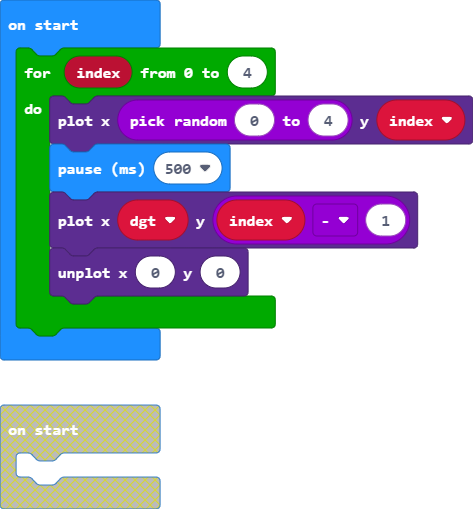 on start
for index from 0 to 4
do
plot x pick random 0 to 4 y index
pause (ms) 500
plot x dgt y index - 1
unplot x 0 y 0
on start